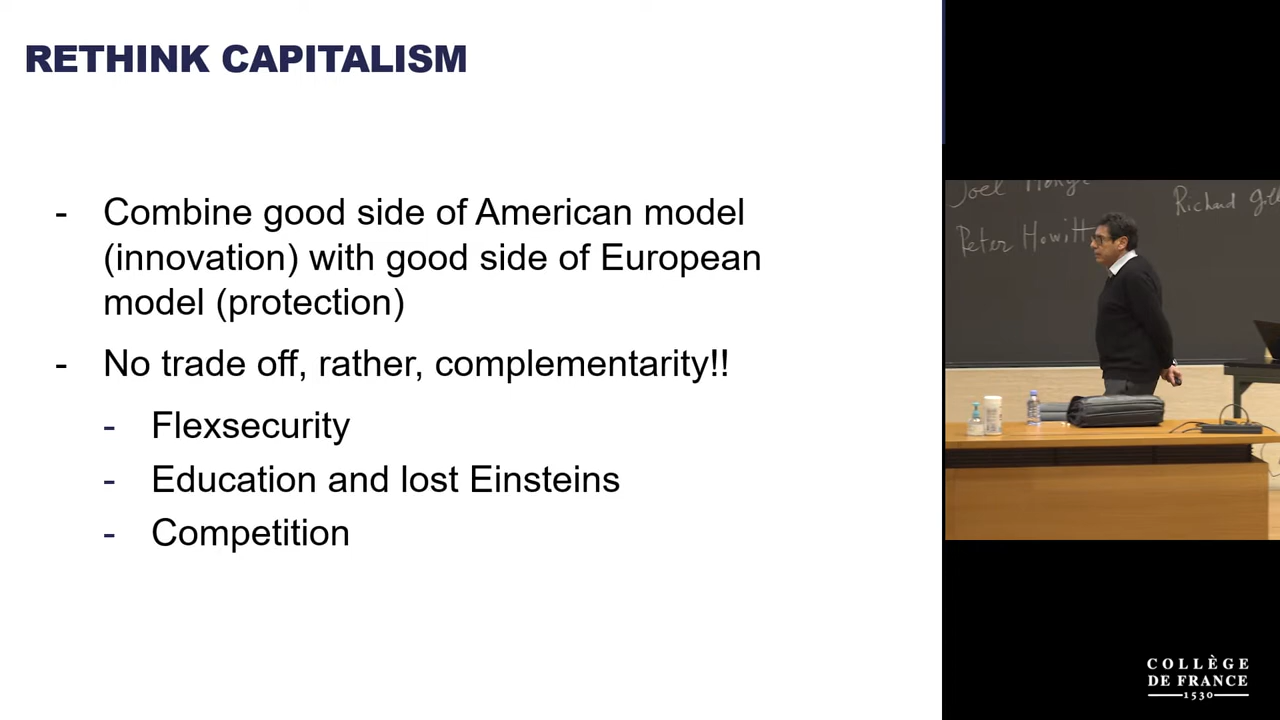 RETHINK CAPITALISM
- Combine good side of American model
(innovation) with good side of European
model (protection)
- No trade off, rather, complementarity!!
- Flexsecurity
- Education and lost Einsteins
- Competition
Joel
Richard
Peter Howitt
COLLÈGE
DE FRANCE
1530